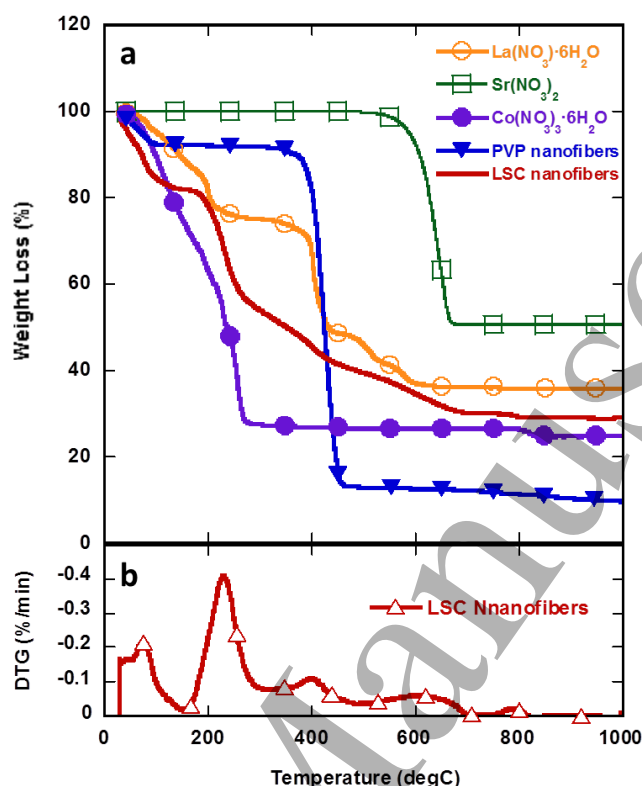 120
a
La(NO₃)·6H₂O
Sr(NO₃)₂
Co(NO₃)₃·6H₂O
PVP nanofibers
LSC nanofibers
100
80
60
40
20
0
Weight Loss (%)
b
LSC Nnanofibers
-0.4
-0.3
-0.2
-0.1
0
DTG (%/min)
0 200 400 600 800 1000
Temperature (degC)
Manus